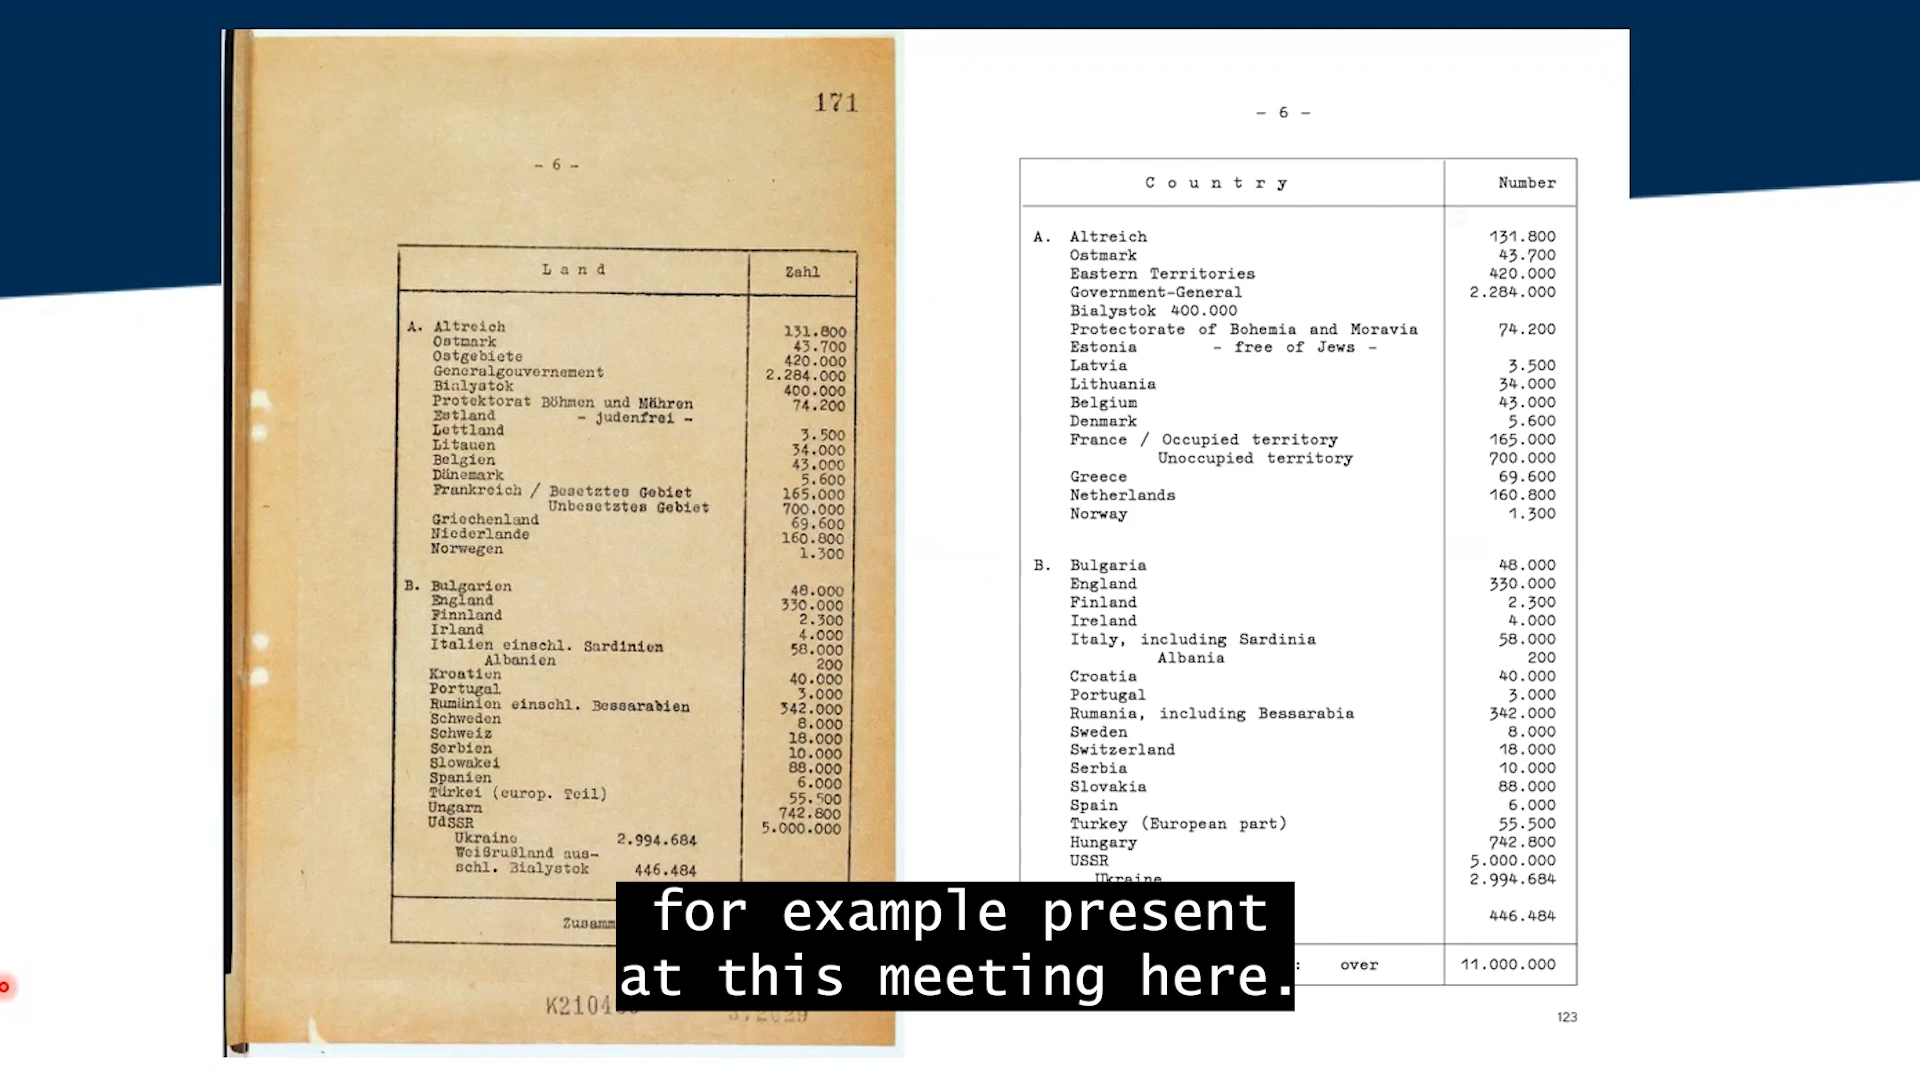 171
- 6 -
Land Zahl
A. Altreich 131.800
Ostmark 43.700
Ostgebiete 420.000
Generalgouvernement 2.284.000
Bialystok 400.000
Protektorat Böhmen und Mähren 74.200
Estland - judenfrei -
Lettland 3.500
Litauen 34.000
Belgien 43.000
Dänemark 5.600
Frankreich / Besetztes Gebiet 165.000
Unbesetztes Gebiet 700.000
Griechenland 69.600
Niederlande 160.800
Norwegen 1.300
B. Bulgarien 48.000
England 330.000
Finnland 2.300
Irland 4.000
Italien einschl. Sardinien 58.000
Albanien 200
Kroatien 40.000
Portugal 3.000
Rumänien einschl. Bessarabien 342.000
Schweden 8.000
Schweiz 18.000
Serbien 10.000
Slowakei 88.000
Spanien 6.000
Türkei (europ. Teil) 55.500
Ungarn 742.800
UdSSR 5.000.000
Ukraine 2.994.684
Weißrußland aus-
schl. Bialystok 446.484
Zusamm
K2104
372029
- 6 -
Country Number
A. Altreich 131.800
Ostmark 43.700
Eastern Territories 420.000
Government-General 2.284.000
Bialystok 400.000
Protectorate of Bohemia and Moravia 74.200
Estonia - free of Jews -
Latvia 3.500
Lithuania 34.000
Belgium 43.000
Denmark 5.600
France / Occupied territory 165.000
Unoccupied territory 700.000
Greece 69.600
Netherlands 160.800
Norway 1.300
B. Bulgaria 48.000
England 330.000
Finland 2.300
Ireland 4.000
Italy, including Sardinia 58.000
Albania 200
Croatia 40.000
Portugal 3.000
Rumania, including Bessarabia 342.000
Sweden 8.000
Switzerland 18.000
Serbia 10.000
Slovakia 88.000
Spain 6.000
Turkey (European part) 55.500
Hungary 742.800
USSR 5.000.000
Ukraine 2.994.684
446.484
: over 11.000.000
123
for example present
at this meeting here.